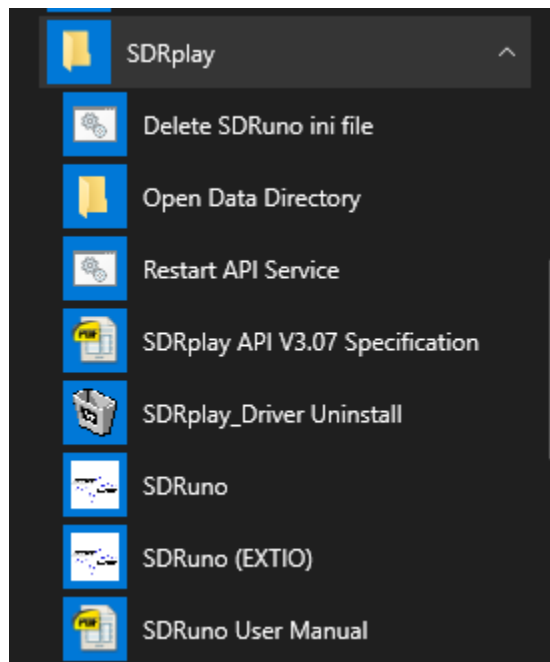 SDRplay
Delete SDRuno ini file
Open Data Directory
Restart API Service
SDRplay API V3.07 Specification
SDRplay_Driver Uninstall
SDRuno
SDRuno (EXTIO)
SDRuno User Manual